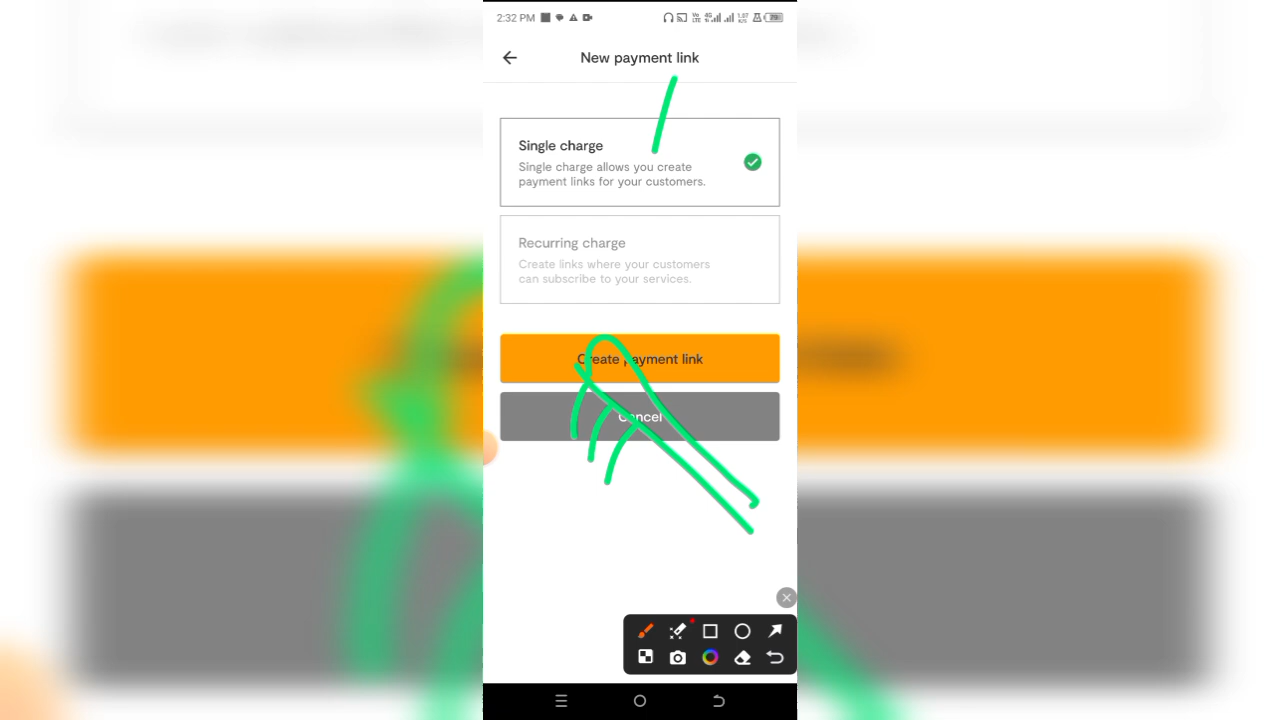 2:32 PM
New payment link
Single charge
Single charge allows you create
payment links for your customers.
Recurring charge
Create links where your customers
can subscribe to your services.
Create payment link
Cancel